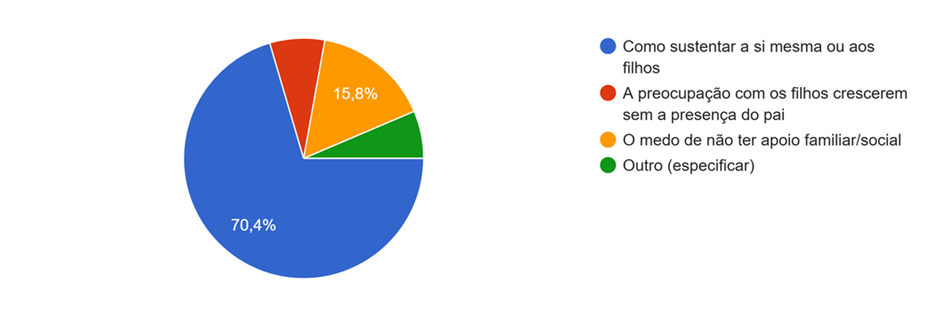 15,8%
70,4%
Como sustentar a si mesma ou aos
filhos
A preocupação com os filhos crescerem
sem a presença do pai
O medo de não ter apoio familiar/social
Outro (especificar)